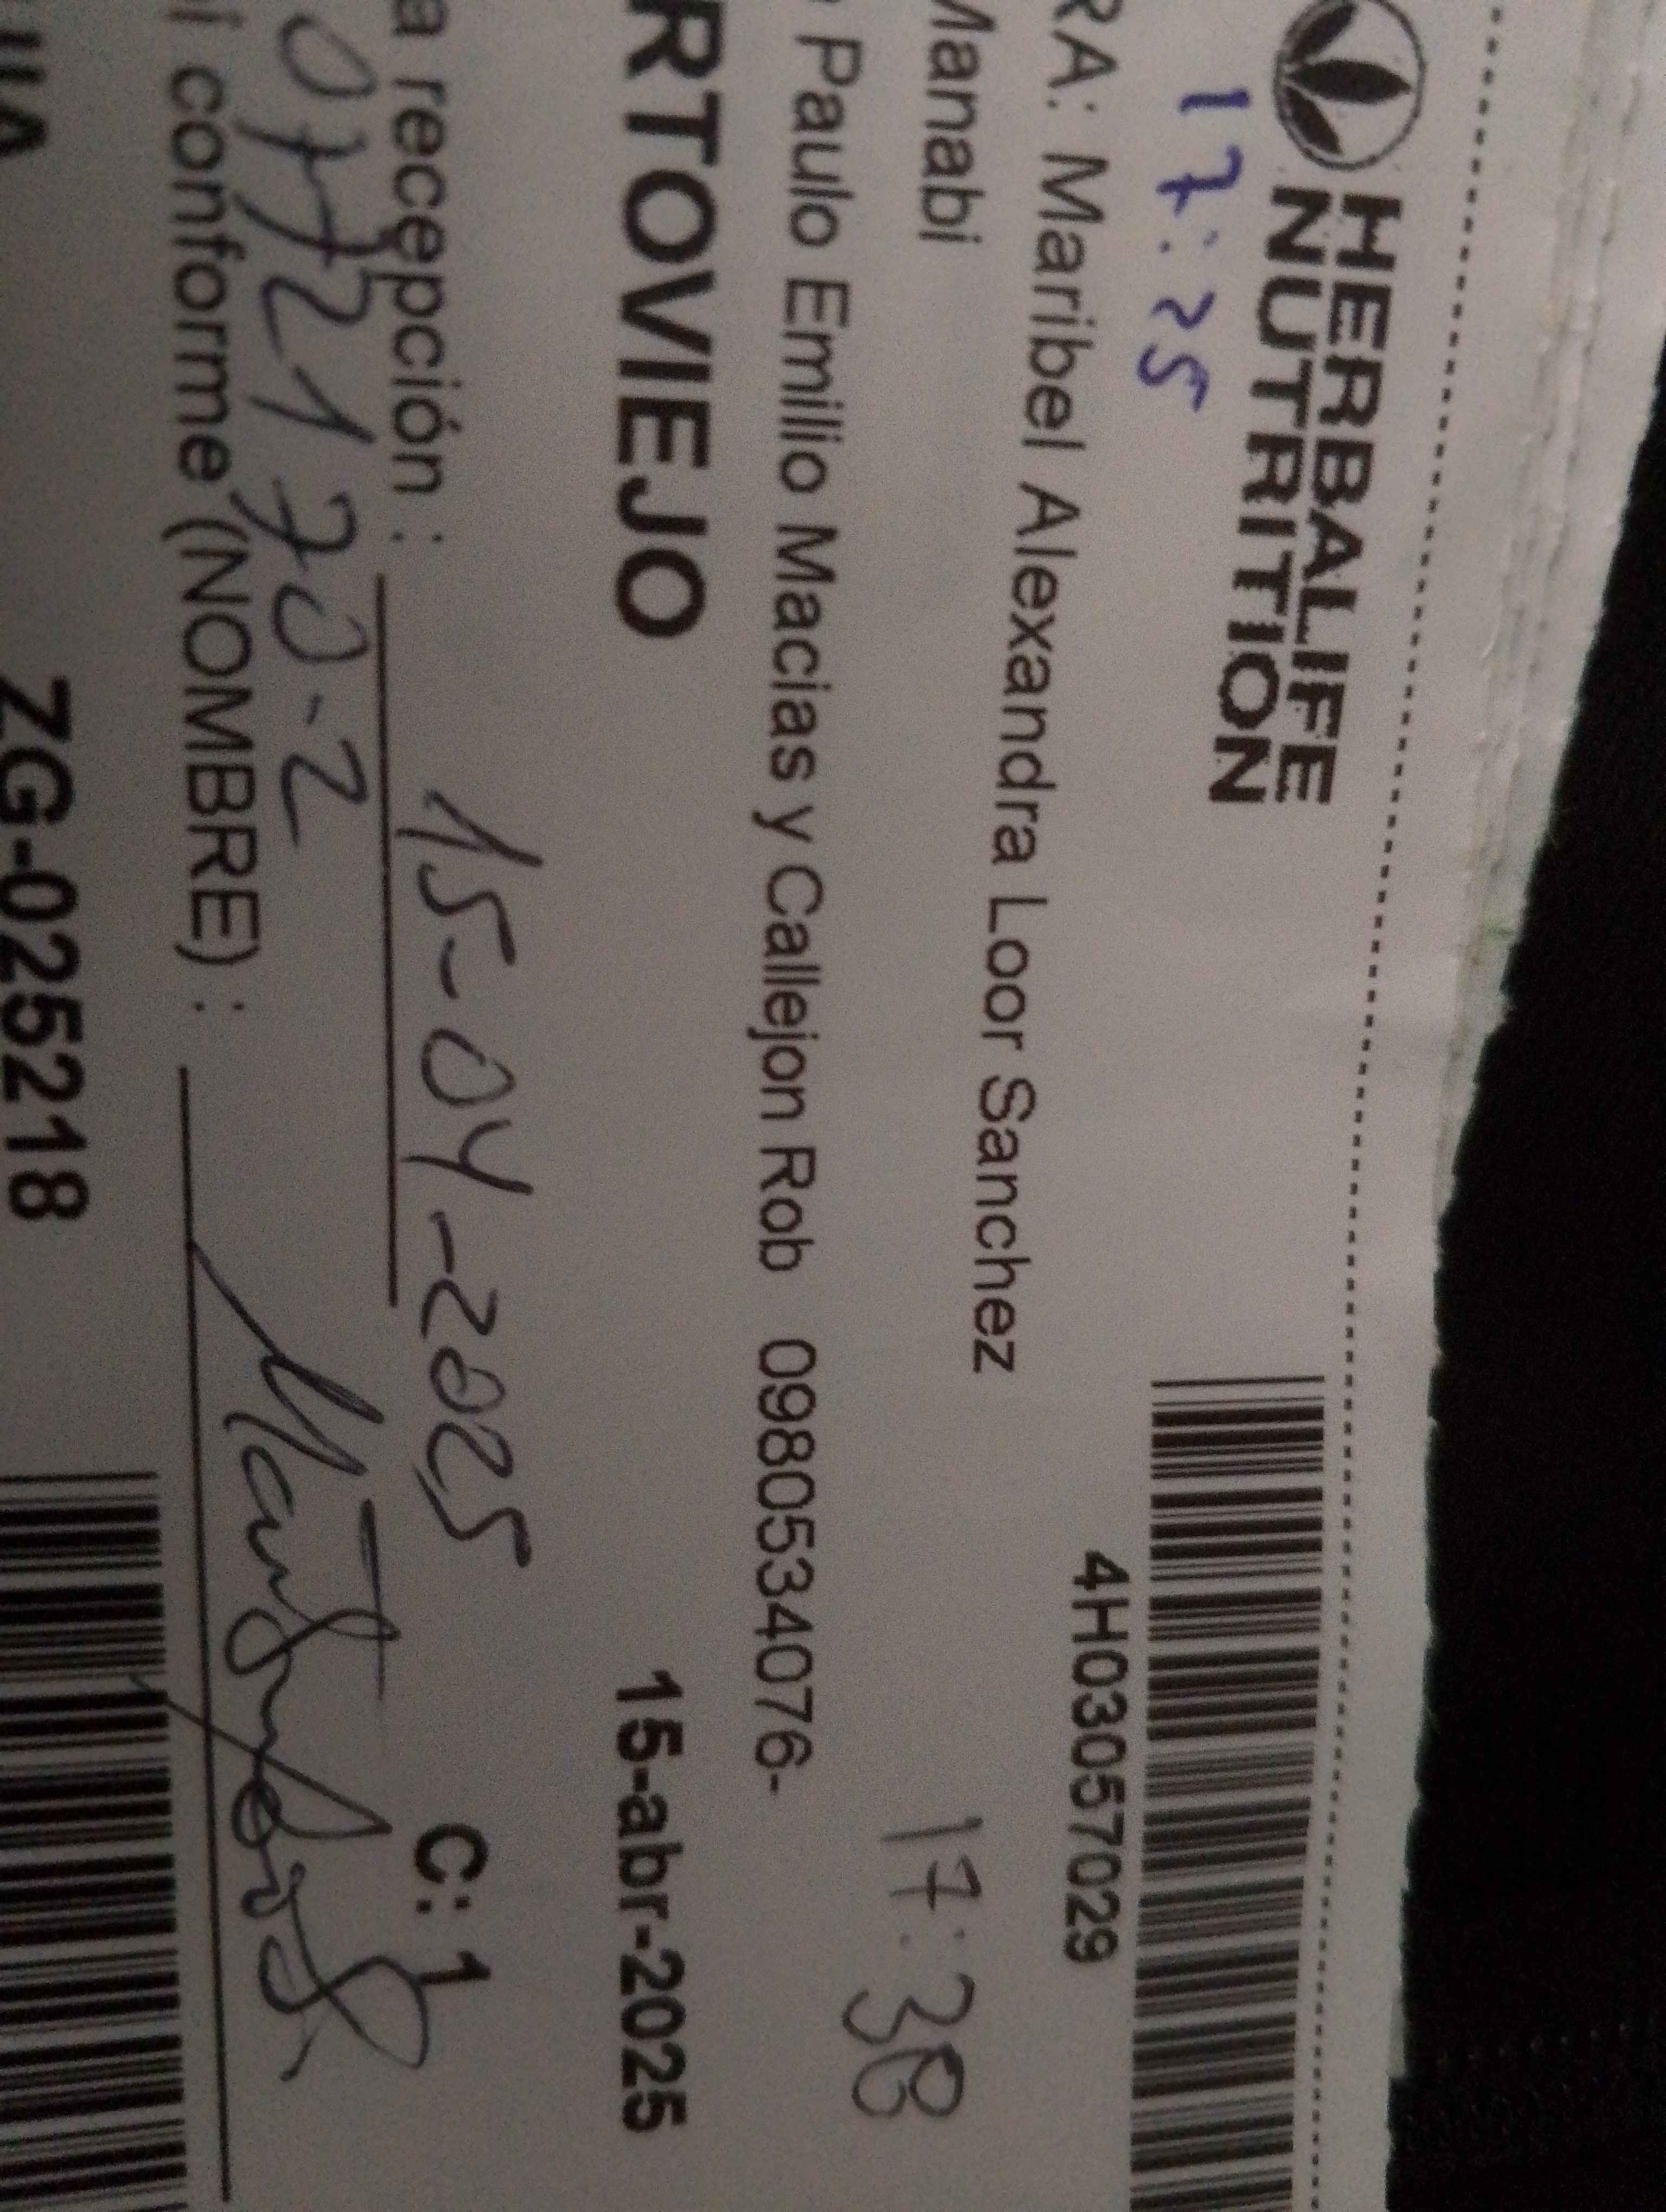 HERBALIFE
NUTRITION
17:25
4H03057029
RA: Maribel Alexandra Loor Sanchez
Manabi
17:38
Paulo Emilio Macias y Callejon Rob 0980534076-
RTOVIEJO 15-abr-2025
15-04-2025
a recepción : C: 1
conforme (NOMBRE) :
ZG-025218